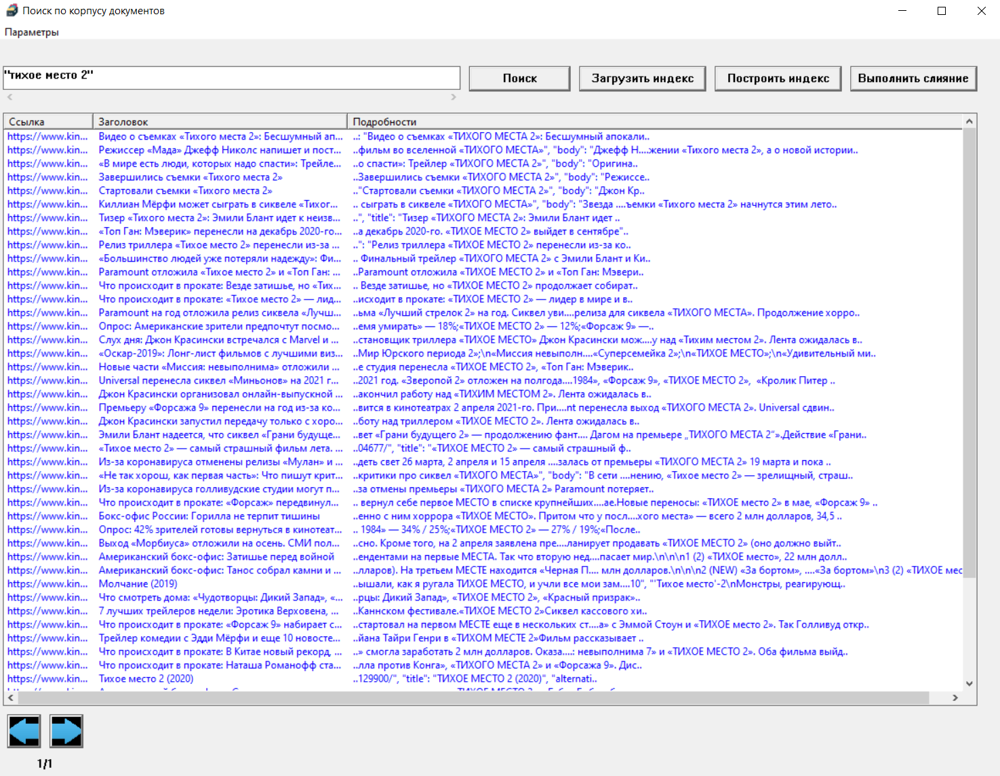 Поиск по корпусу документов
Параметры
"тихое место 2"
Поиск
Загрузить индекс
Построить индекс
Выполнить слияние
Ссылка Заголовок Подробности
https://www.kin... Видео о съемках «Тихого места 2»: Бесшумный ап... ..: "Видео о съемках «ТИХОГО МЕСТА 2»: Бесшумный апокали..
https://www.kin... Режиссер «Мада» Джефф Николс напишет и пост... ..фильм во вселенной «ТИХОГО МЕСТА»", "body": "Джефф Н....жении «Тихого места 2», а о новой истории..
https://www.kin... «В мире есть люди, которых надо спасти»: Трейле... ..о спасти»: Трейлер «ТИХОГО МЕСТА 2»", "body": "Оригина..
https://www.kin... Завершились съемки «Тихого места 2» ..Завершились съемки «ТИХОГО МЕСТА 2»", "body": "Режиссе..
https://www.kin... Стартовали съемки «Тихого места 2» .."Стартовали съемки «ТИХОГО МЕСТА 2»", "body": "Джон Кр..
https://www.kin... Киллиан Мёрфи может сыграть в сиквеле «Тихог... .. сыграть в сиквеле «ТИХОГО МЕСТА»", "body": "Звезда ....ъемки «Тихого места 2» начнутся этим лето..
https://www.kin... Тизер «Тихого места 2»: Эмили Блант идет к неизв... ..", "title": "Тизер «ТИХОГО МЕСТА 2»: Эмили Блант идет ..
https://www.kin... «Топ Ган: Мэверик» перенесли на декабрь 2020-го... ..а декабрь 2020-го. «ТИХОЕ МЕСТО 2» выйдет в сентябре"..
https://www.kin... Релиз триллера «Тихое место 2» перенесли из-за ... ..": "Релиз триллера «ТИХОЕ МЕСТО 2» перенесли из-за ко..
https://www.kin... «Большинство людей уже потеряли надежду»: Фи... .. Финальный трейлер «ТИХОГО МЕСТА 2» с Эмили Блант и Ки..
https://www.kin... Paramount отложила «Тихое место 2» и «Топ Ган: ... ..Paramount отложила «ТИХОЕ МЕСТО 2» и «Топ Ган: Мэвери..
https://www.kin... Что происходит в прокате: Везде затишье, но «Тих... .. Везде затишье, но «ТИХОЕ МЕСТО 2» продолжает собират..
https://www.kin... Что происходит в прокате: «Тихое место 2» — лид... ..исходит в прокате: «ТИХОЕ МЕСТО 2» — лидер в мире и в..
https://www.kin... Paramount на год отложила релиз сиквела «Лучш... ..ьма «Лучший стрелок 2» на год. Сиквел уви....релиза для сиквела «ТИХОГО МЕСТА». Продолжение хорро..
https://www.kin... Опрос: Американские зрители предпочтут посмо... ..емя умирать» — 18%;«ТИХОЕ МЕСТО 2» — 12%;«Форсаж 9» —..
https://www.kin... Слух дня: Джон Красински встречался с Marvel и ... ..становщик триллера «ТИХОЕ МЕСТО» Джон Красински мож....у над «Тихим местом 2». Лента ожидалась в..
https://www.kin... «Оскар-2019»: Лонг-лист фильмов с лучшими виз... ..Мир Юрского периода 2»;\n«Миссия невыполн....«Суперсемейка 2»;\n«ТИХОЕ МЕСТО»;\n«Удивительный ми..
https://www.kin... Новые части «Миссия: невыполнима» отложили ... ..е студия перенесла «ТИХОЕ МЕСТО 2», «Топ Ган: Мэверик..
https://www.kin... Universal перенесла сиквел «Миньонов» на 2021 г... ..2021 год. «Зверопой 2» отложен на полгода....1984», «Форсаж 9», «ТИХОЕ МЕСТО 2», «Кролик Питер ..
https://www.kin... Джон Красински организовал онлайн-выпускной ... ..акончил работу над «ТИХИМ МЕСТОМ 2». Лента ожидалась в..
https://www.kin... Премьеру «Форсажа 9» перенесли на год из-за ко... ..вится в кинотеатрах 2 апреля 2021-го. При....nt перенесла выход «ТИХОГО МЕСТА 2». Universal сдвин..
https://www.kin... Джон Красински запустил передачу только с хоро... ..боту над триллером «ТИХОЕ МЕСТО 2». Лента ожидалась в..
https://www.kin... Эмили Блант надеется, что сиквел «Грани будуще... ..вет «Грани будущего 2» — продолжению фант.... Дагом на премьере „ТИХОГО МЕСТА 2“».Действие «Грани..
https://www.kin... «Тихое место 2» — самый страшный фильм лета. ... ..04677/", "title": "«ТИХОЕ МЕСТО 2» — самый страшный ф..
https://www.kin... Из-за коронавируса отменены релизы «Мулан» и ... ..деть свет 26 марта, 2 апреля и 15 апреля ....залась от премьеры «ТИХОГО МЕСТА 2» 19 марта и пока ..
https://www.kin... «Не так хорош, как первая часть»: Что пишут крит... ..критики про сиквел «ТИХОГО МЕСТА»", "body": "В сети ....нению, «Тихое место 2» — зрелищный, страш..
https://www.kin... Из-за коронавируса голливудские студии могут п... ..за отмены премьеры «ТИХОГО МЕСТА 2» Paramount потеряет..
https://www.kin... Что происходит в прокате: «Форсаж» передвинул... .. вернул себе первое МЕСТО в списке крупнейших....ае.Новые переносы: «ТИХОЕ место 2» в мае, «Форсаж 9» ..
https://www.kin... Бокс-офис России: Горилла не терпит тишины ..енно с ним хоррора «ТИХОЕ МЕСТО». Притом что у посл....хого места» — всего 2 млн долларов, 34,5 ..
https://www.kin... Опрос: 42% зрителей готовы вернуться в кинотеат... .. 1984» — 34% / 25%;«ТИХОЕ МЕСТО 2» — 27% / 19%;«После..
https://www.kin... Выход «Морбиуса» отложили на осень. СМИ пол... ..сно. Кроме того, на 2 апреля заявлена пре....ланирует продавать «ТИХОЕ МЕСТО 2» (оно должно выйт..
https://www.kin... Американский бокс-офис: Затишье перед войной ..ендентами на первые МЕСТА. Так что вторую нед....пасает мир.\n\n\n1 (2) «ТИХОЕ место», 22 млн долл..
https://www.kin... Американский бокс-офис: Танос собрал камни и ... ..лларов). На третьем МЕСТЕ находится «Черная П.... млн долларов.\n\n\n2 (NEW) «За бортом», ....«За бортом»\n3 (2) «ТИХОЕ мес
https://www.kin... Молчание (2019) ..ышали, как я ругала ТИХОЕ МЕСТО, и учли все мои зам....10", "'Тихое место'-2\nМонстры, реагирующ..
https://www.kin... Что смотреть дома: «Чудотворцы: Дикий Запад», «... ..рцы: Дикий Запад», «ТИХОЕ МЕСТО 2», «Красный призрак»..
https://www.kin... 7 лучших трейлеров недели: Эротика Верховена, ... ..Каннском фестивале.«ТИХОЕ МЕСТО 2»Сиквел кассового хи..
https://www.kin... Что происходит в прокате: «Форсаж 9» набирает с... ..стартовал на первом МЕСТЕ еще в нескольких ст....а» с Эммой Стоун и «ТИХОЕ место 2». Так Голливуд откр..
https://www.kin... Трейлер комедии с Эдди Мёрфи и еще 10 новосте... ..йана Тайри Генри в «ТИХОМ МЕСТЕ 2»Фильм рассказывает ..
https://www.kin... Что происходит в прокате: В Китае новый рекорд, ... ..» смогла заработать 2 млн долларов. Оказа....: невыполнима 7» и «ТИХОЕ МЕСТО 2». Оба фильма выйд..
https://www.kin... Что происходит в прокате: Наташа Романофф ста... ..лла против Конга», «ТИХОГО МЕСТА 2» и «Форсажа 9». Дис..
https://www.kin... Тихое место 2 (2020) ..129900/", "title": "ТИХОЕ МЕСТО 2 (2020)", "alternati..
1/1